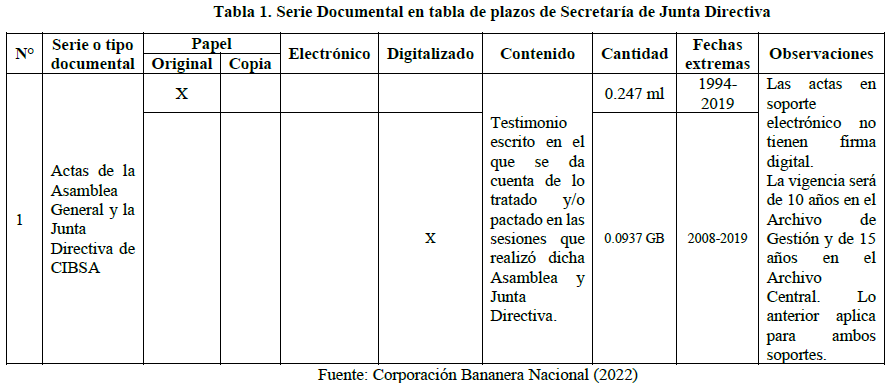 Tabla 1. Serie Documental en tabla de plazos de Secretaría de Junta Directiva
N°
Serie o tipo
documental
Papel
Original
Copia
Electrónico
Digitalizado
Contenido
Cantidad
Fechas
extremas
Observaciones
1
Actas de la
Asamblea
General y la
Junta
Directiva de
CIBSA
X
X
Testimonio
escrito en el
que se da
cuenta de lo
tratado y/o
pactado en las
sesiones que
realizó dicha
Asamblea y
Junta
Directiva.
0.247 ml
1994-
2019
0.0937 GB
2008-2019
Las actas en
soporte
electrónico no
tienen firma
digital.
La vigencia será
de 10 años en el
Archivo de
Gestión y de 15
años en el
Archivo
Central. Lo
anterior aplica
para ambos
soportes.
Fuente: Corporación Bananera Nacional (2022)